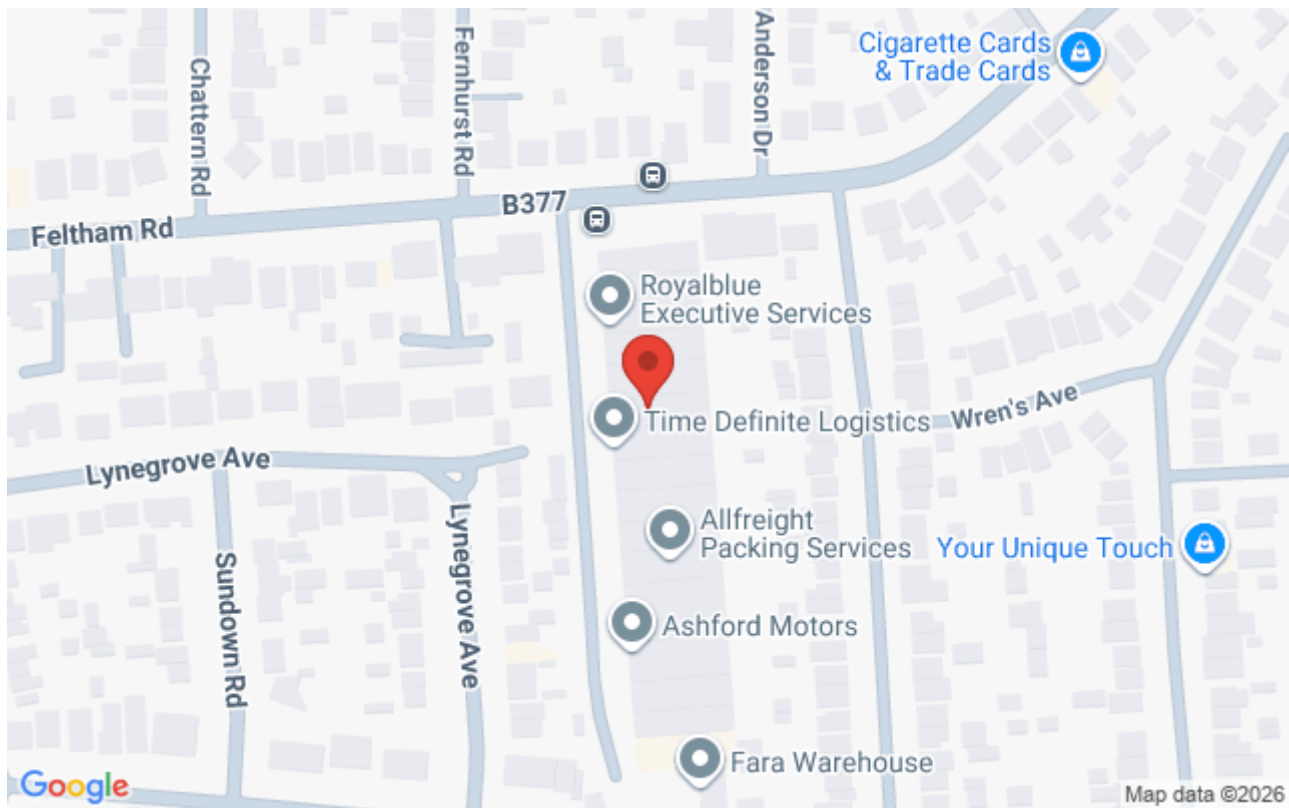 Cigarette Cards
& Trade Cards
Anderson Dr
Fernhurst Rd
Chattern Rd
B377
Feltham Rd
Royalblue
Executive Services
Time Definite Logistics
Wren's Ave
Lynegrove Ave
Allfreight
Packing Services
Your Unique Touch
Lynegrove Ave
Sundown Rd
Ashford Motors
Fara Warehouse
Google
Map data ©2026